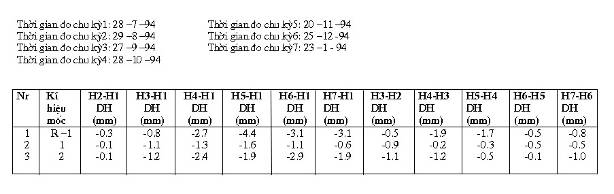 Thời gian đo chu kỳ1: 28 –7 –94 Thời gian đo chu kỳ5: 20 –11 –94
Thời gian đo chu kỳ2: 29 –8 –94 Thời gian đo chu kỳ6: 25 –12 -94
Thời gian đo chu kỳ3: 27 –9 –94 Thời gian đo chu kỳ7: 23 –1 - 94
Thời gian đo chu kỳ4: 28 –10 –94
Nr Kí hiệu mốc H2-H1 DH (mm) H3-H1 DH (mm) H4-H1 DH (mm) H5-H1 DH (mm) H6-H1 DH (mm) H7-H1 DH (mm) H3-H2 DH (mm) H4-H3 DH (mm) H5-H4 DH (mm) H6-H5 DH (mm) H7-H6 DH (mm)
1 R –1 -0.3 -0.8 -2.7 -4.4 -3.1 -3.1 -0.5 -1.9 -1.7 -0.5 -0.8
2 1 -0.1 -1.1 -1.3 -1.6 -1.1 -0.6 -0.9 -0.2 -0.3 -0.5 -0.5
3 2 -0.1 -1.2 -2.4 -1.9 -2.9 -1.9 -1.1 -1.2 -0.5 -0.1 -1.0